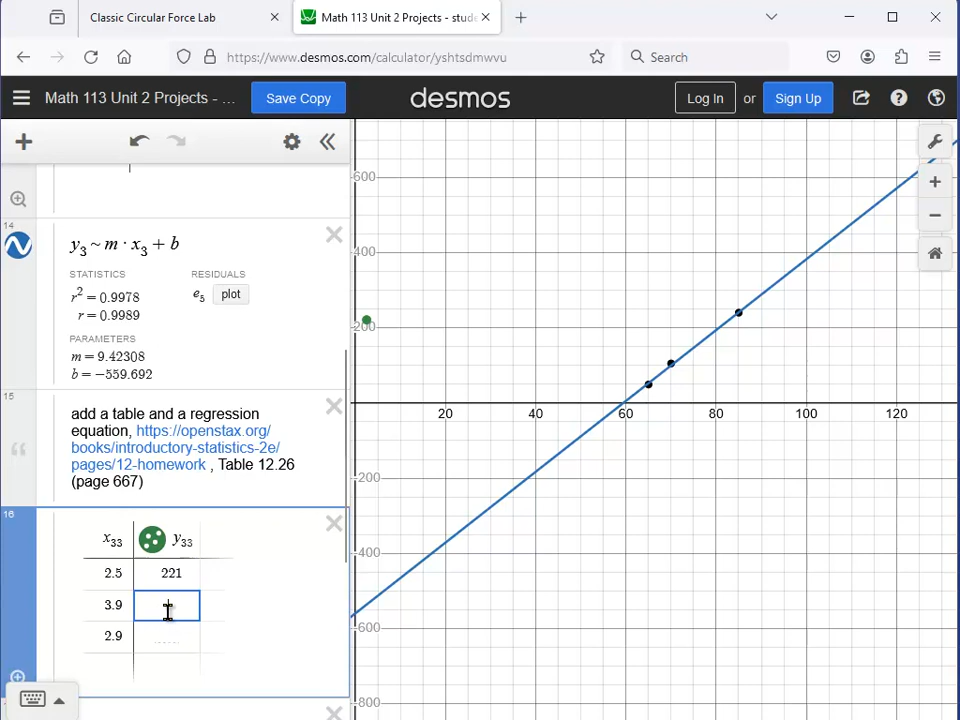 Classic Circular Force Lab
Math 113 Unit 2 Projects - stude
https://www.desmos.com/calculator/yshtsdmwvu
Search
Math 113 Unit 2 Projects - ...
Save Copy
desmos
Log In or Sign Up
14
y3 ~ m · x3 + b
STATISTICS RESIDUALS
r2 = 0.9978 e5 plot
r = 0.9989
PARAMETERS
m = 9.42308
b = −559.692
15
add a table and a regression
equation, https://openstax.org/
books/introductory-statistics-2e/
pages/12-homework , Table 12.26
(page 667)
16
x33 y33
2.5 221
3.9
2.9
600
400
200
20 40 60 80 100 120
-200
-400
-600
-800